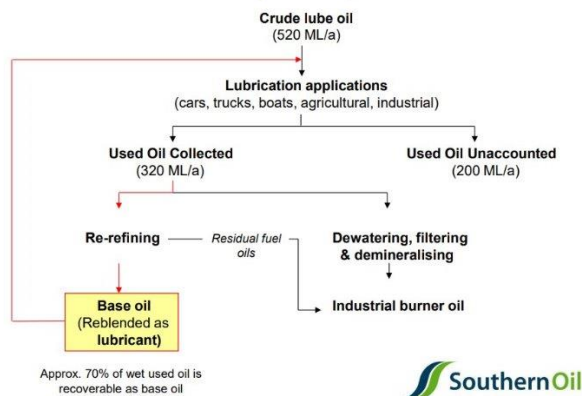 Crude lube oil
(520 ML/a)
Lubrication applications
(cars, trucks, boats, agricultural, industrial)
Used Oil Collected
(320 ML/a)
Used Oil Unaccounted
(200 ML/a)
Re-refining
Residual fuel
oils
Dewatering, filtering
& demineralising
Base oil
(Reblended as
lubricant)
Industrial burner oil
Approx. 70% of wet used oil is
recoverable as base oil
SouthernOil